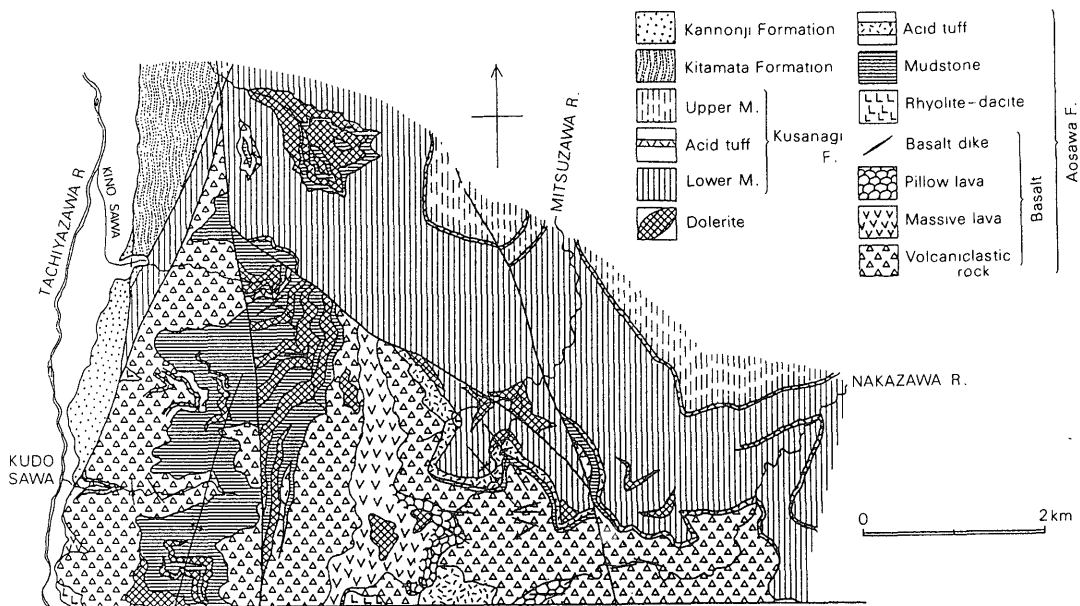 Kannonji Formation
Kitamata Formation
Upper M.
Acid tuff
Lower M.
Kusanagi
F.
Dolerite
Acid tuff
Mudstone
Rhyolite-dacite
Basalt dike
Pillow lava
Massive lava
Volcaniclastic
rock
Basalt
Aosawa F.
TACHIYAZAWA R
KINO SAWA
MITSUZAWA R.
NAKAZAWA R.
KUDO
SAWA
0 2 km